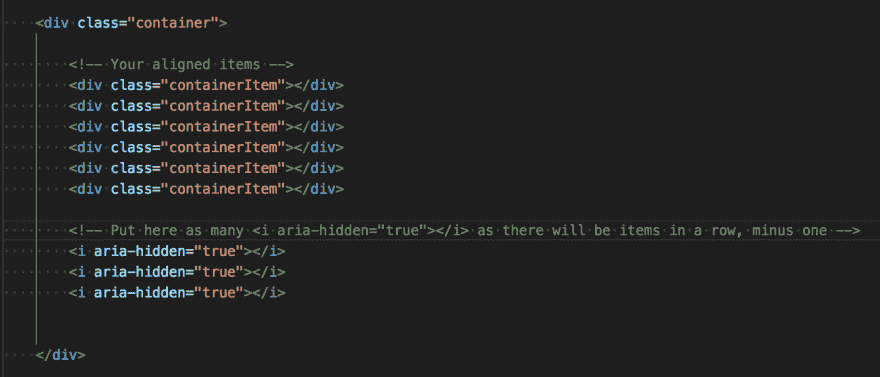 <div class="container">
<!-- Your aligned items -->
<div class="containerItem"></div>
<div class="containerItem"></div>
<div class="containerItem"></div>
<div class="containerItem"></div>
<div class="containerItem"></div>
<div class="containerItem"></div>
<!-- Put here as many <i aria-hidden="true"></i> as there will be items in a row, minus one -->
<i aria-hidden="true"></i>
<i aria-hidden="true"></i>
<i aria-hidden="true"></i>
</div>